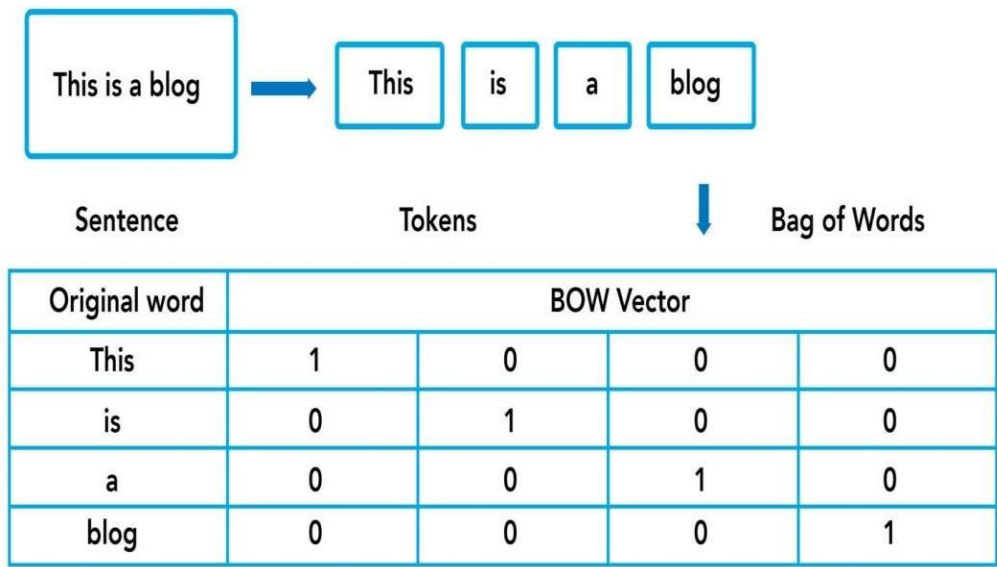 This is a blog This is a blog
Sentence Tokens Bag of Words
Original word BOW Vector
This 1 0 0 0
is 0 1 0 0
a 0 0 1 0
blog 0 0 0 1